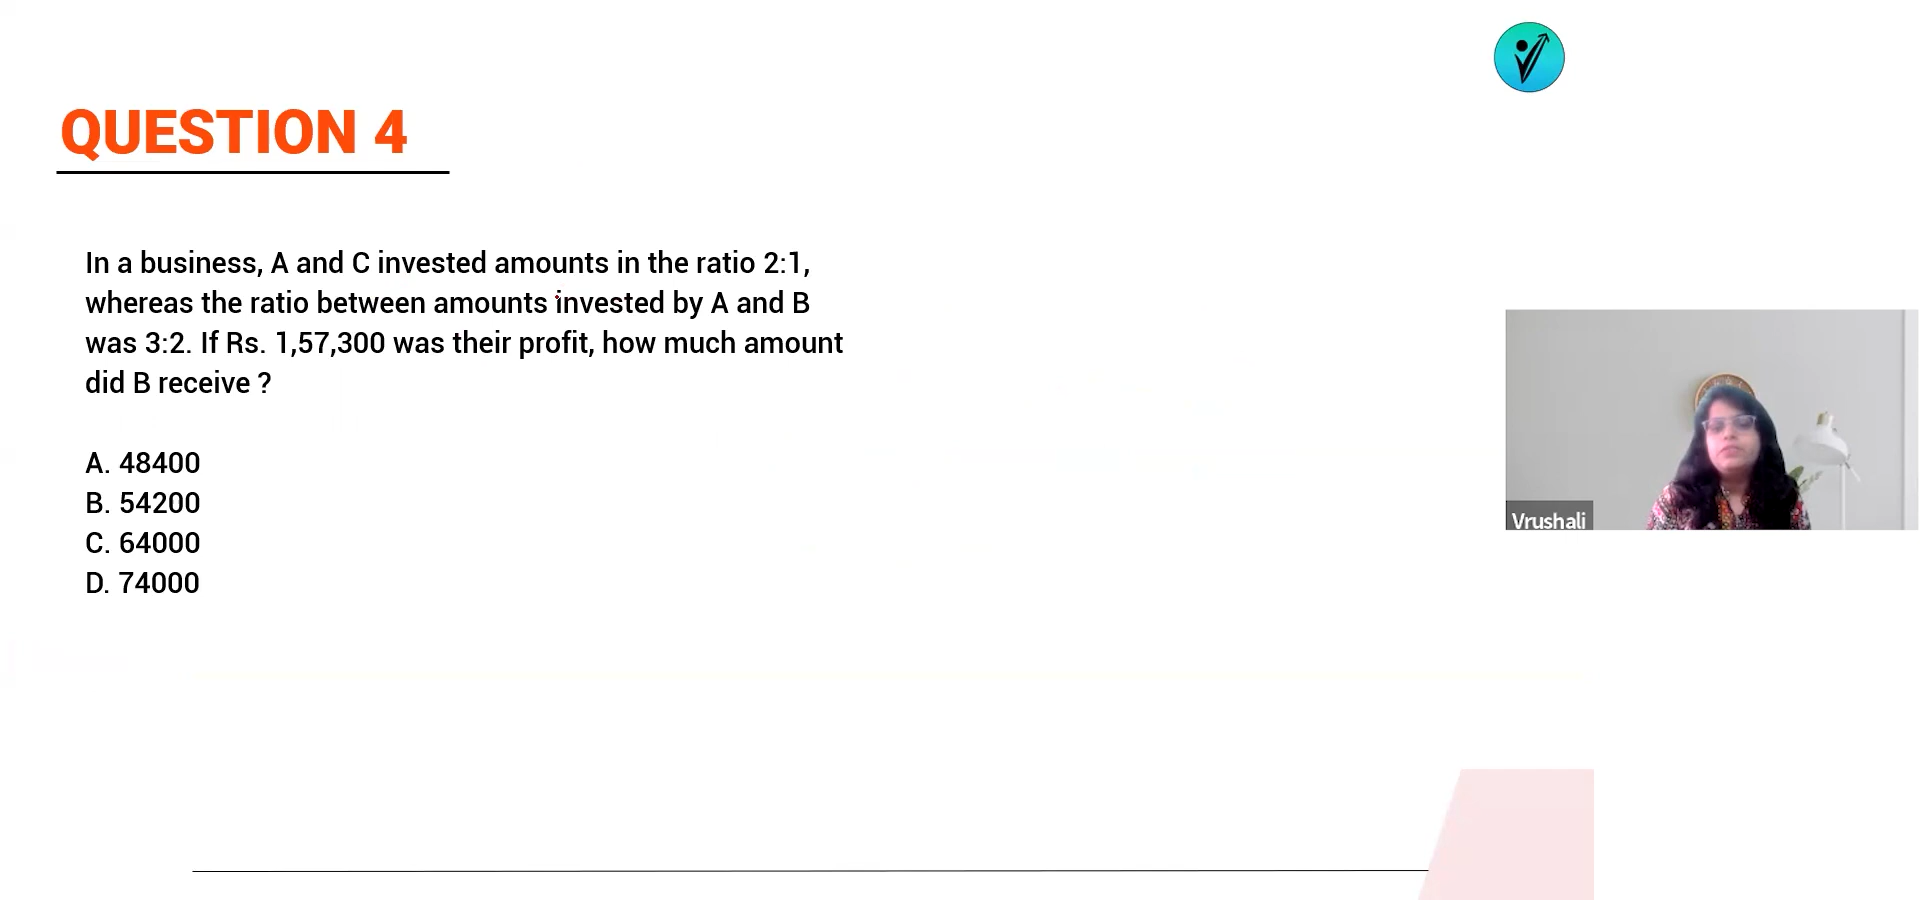 QUESTION 4
In a business, A and C invested amounts in the ratio 2:1,
whereas the ratio between amounts invested by A and B
was 3:2. If Rs. 1,57,300 was their profit, how much amount
did B receive ?
A. 48400
B. 54200
C. 64000
D. 74000
Vrushali